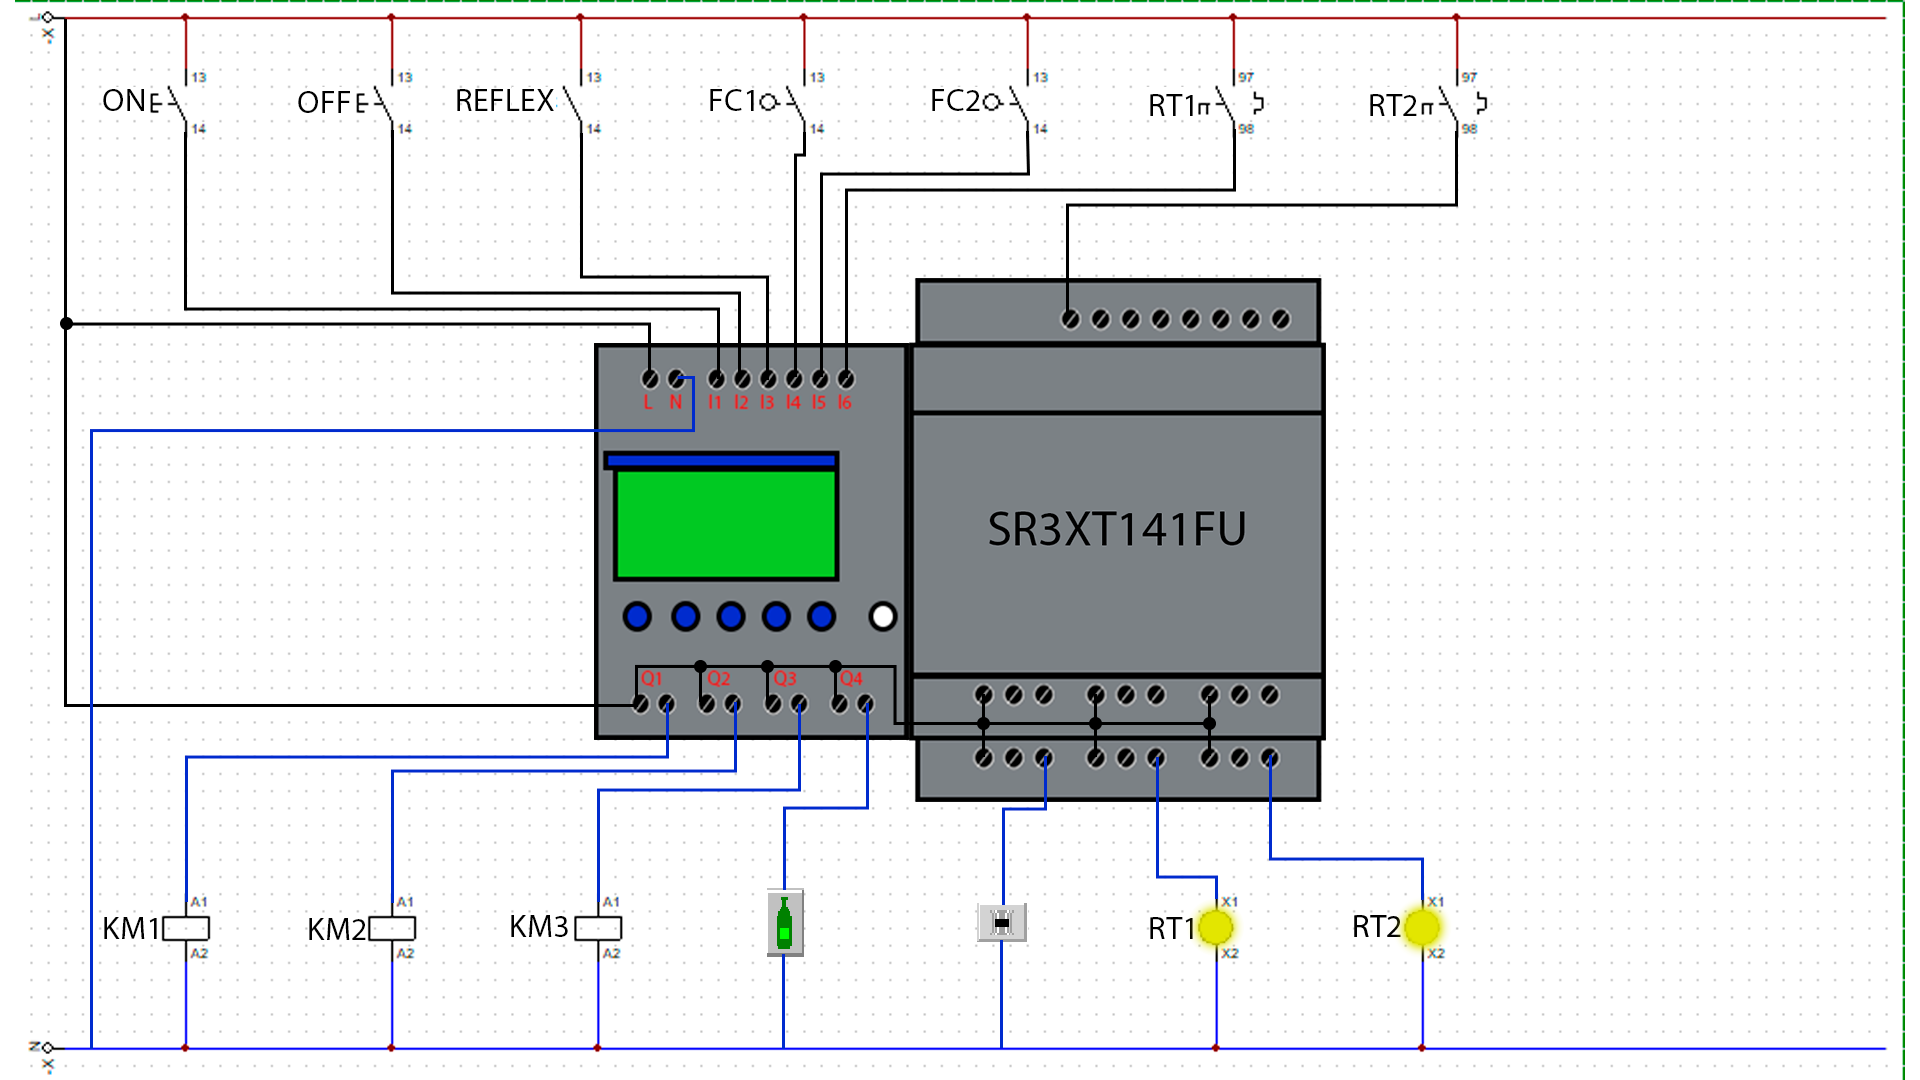 L
-X
13 13 13 13 13 97 97
ON OFF REFLEX FC1 FC2 RT1 RT2
14 14 14 14 14 98 98
L N I1 I2 I3 I4 I5 I6
SR3XT141FU
Q1 Q2 Q3 Q4
A1 A1 A1 X1 X1
KM1 KM2 KM3 RT1 RT2
A2 A2 A2 X2 X2
N
-X